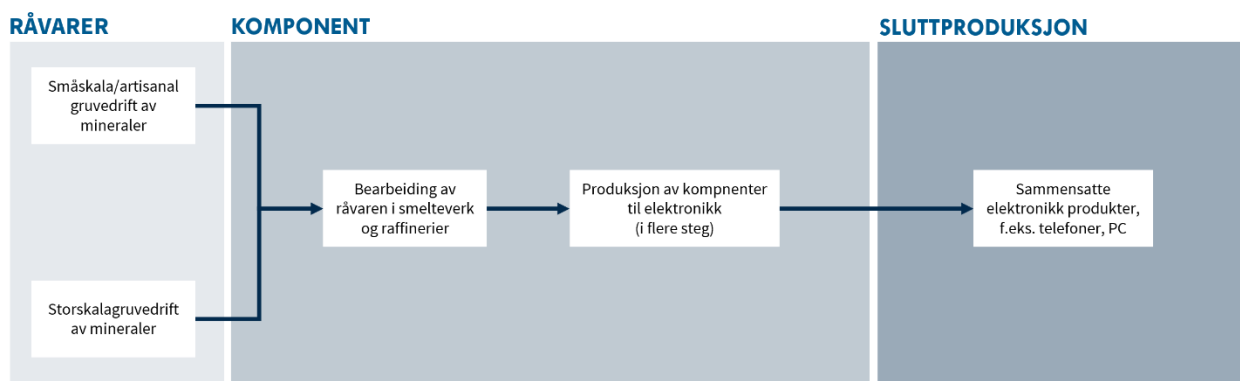 RÅVARER
KOMPONENT
SLUTTPRODUKSJON
Småskala/artisanal
gruvedrift av
mineraler
Storskalagruvedrift
av mineraler
Bearbeiding av
råvaren i smelteverk
og raffinerier
Produksjon av kompnenter
til elektronikk
(i flere steg)
Sammensatte
elektronikk produkter,
f.eks. telefoner, PC